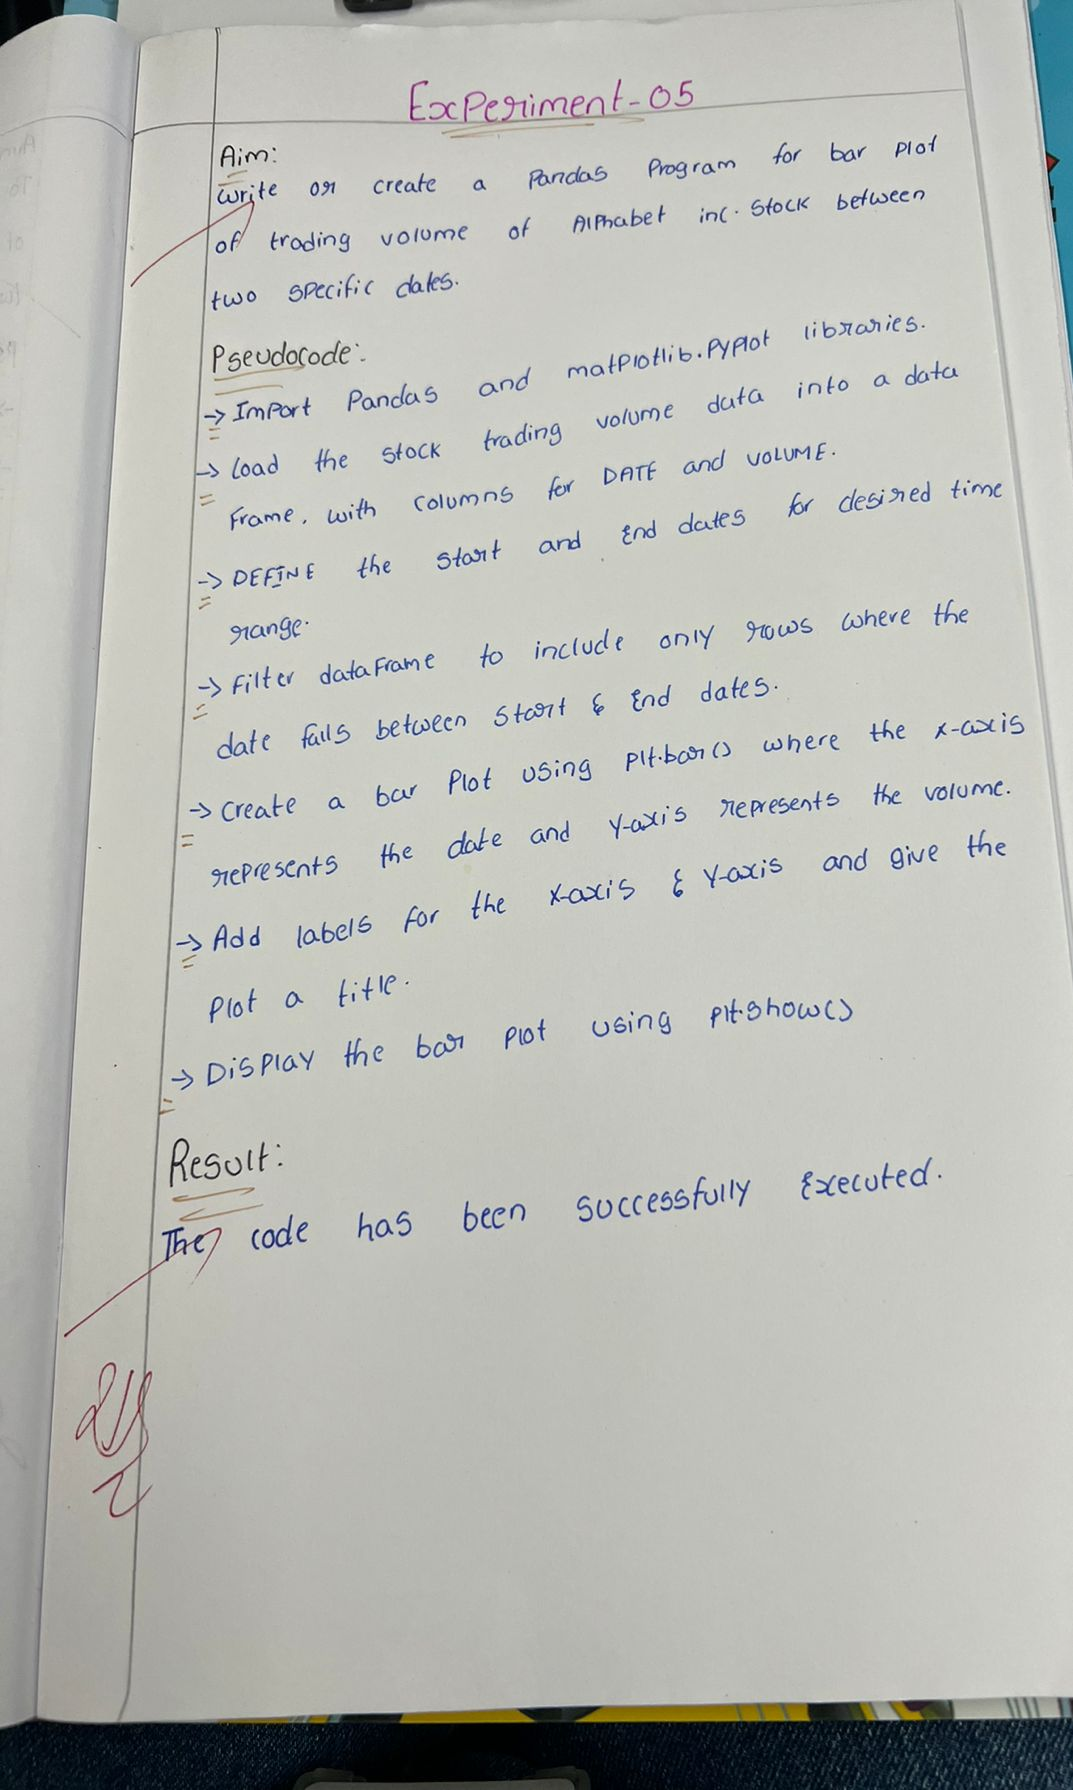 Experiment-05
Aim:
Write or create a Pandas Program for bar plot
of trading volume of Alphabet inc. Stock between
two specific dates.
Pseudocode:
→ Import Pandas and matplotlib.pyplot libraries.
→ Load the stock trading volume data into a data
Frame, with columns for DATE and VOLUME.
→ DEFINE the start and End dates for desired time
range.
→ Filter dataFrame to include only rows where the
date falls between Start & End dates.
→ Create a bar Plot using plt.bar() where the x-axis
represents the date and Y-axis represents the volume.
→ Add labels for the X-axis & Y-axis and give the
Plot a title.
→ Display the bar plot using plt.show()
Result:
The code has been successfully Executed.